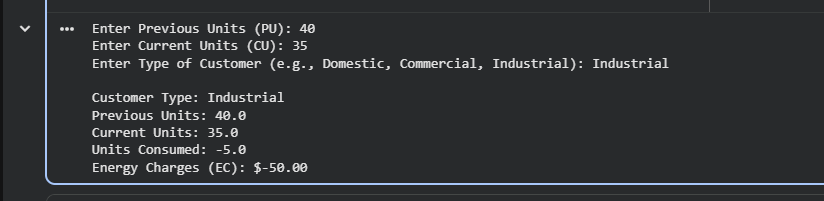 Enter Previous Units (PU): 40
Enter Current Units (CU): 35
Enter Type of Customer (e.g., Domestic, Commercial, Industrial): Industrial
Customer Type: Industrial
Previous Units: 40.0
Current Units: 35.0
Units Consumed: -5.0
Energy Charges (EC): $-50.00